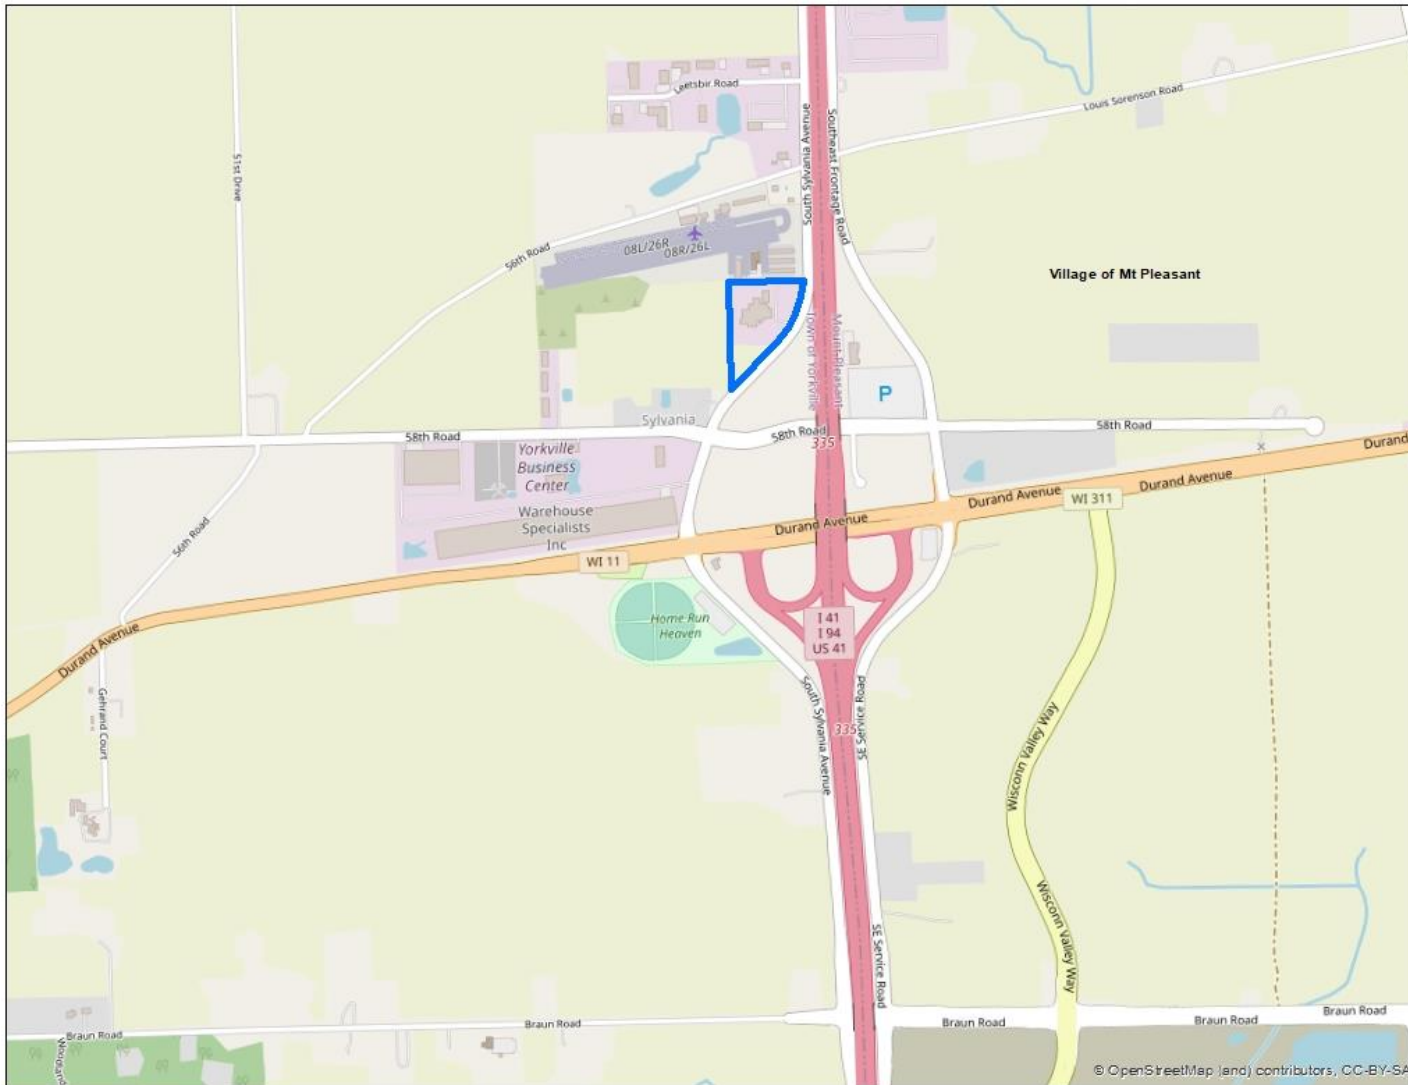 Leetsbir Road
Louis Sorenson Road
South Sylvania Avenue
Southeast Frontage Road
51st Drive
56th Road
08L/26R
08R/26L
Village of Mt Pleasant
Town of Yorkville
Mount Pleasant
P
Sylvania
58th Road
58th Road
335
58th Road
Durand
Yorkville
Business
Center
Durand Avenue
Durand Avenue
WI 311
Warehouse
Specialists
Inc
Durand Avenue
56th Road
WI 11
Home Run
Heaven
I 41
I 94
US 41
Durand Avenue
Gehrand Court
South Sylvania Avenue
335
SE Service Road
Wisconn Valley Way
Wisconn Valley Way
SE Service Road
Braun Road
Braun Road
Braun Road
Braun Road
Braun Road
© OpenStreetMap (and) contributors, CC-BY-SA